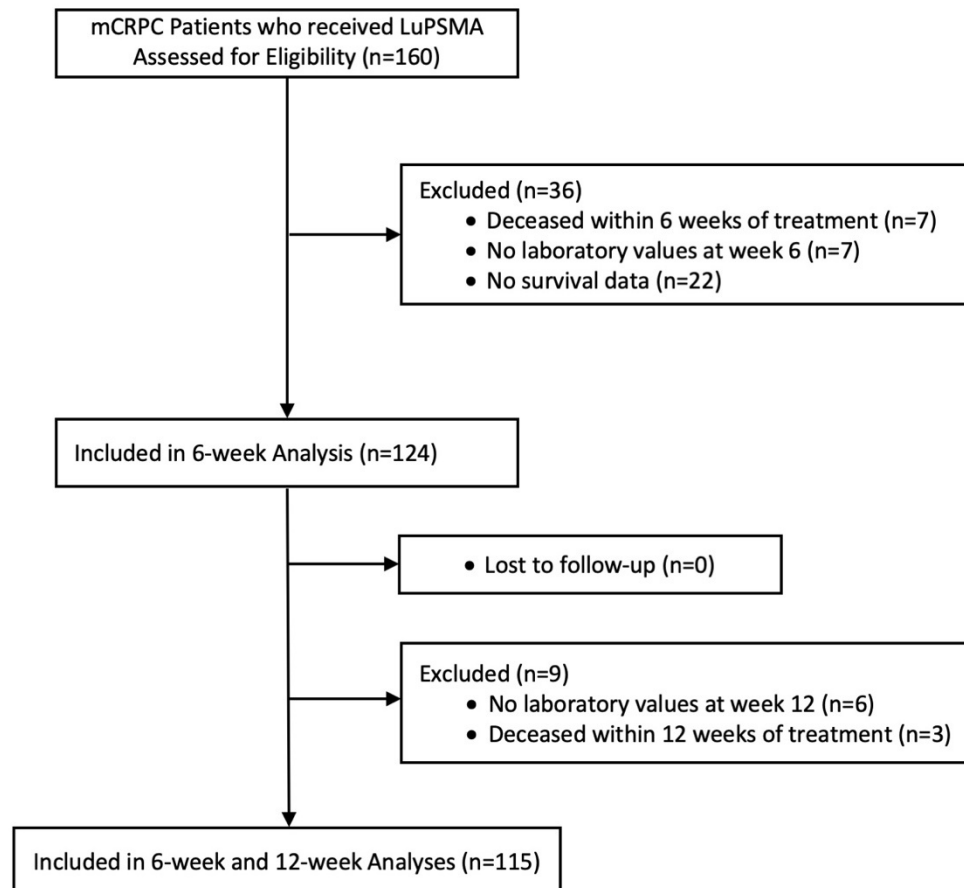 mCRPC Patients who received LuPSMA
Assessed for Eligibility (n=160)
Excluded (n=36)
• Deceased within 6 weeks of treatment (n=7)
• No laboratory values at week 6 (n=7)
• No survival data (n=22)
Included in 6-week Analysis (n=124)
• Lost to follow-up (n=0)
Excluded (n=9)
• No laboratory values at week 12 (n=6)
• Deceased within 12 weeks of treatment (n=3)
Included in 6-week and 12-week Analyses (n=115)